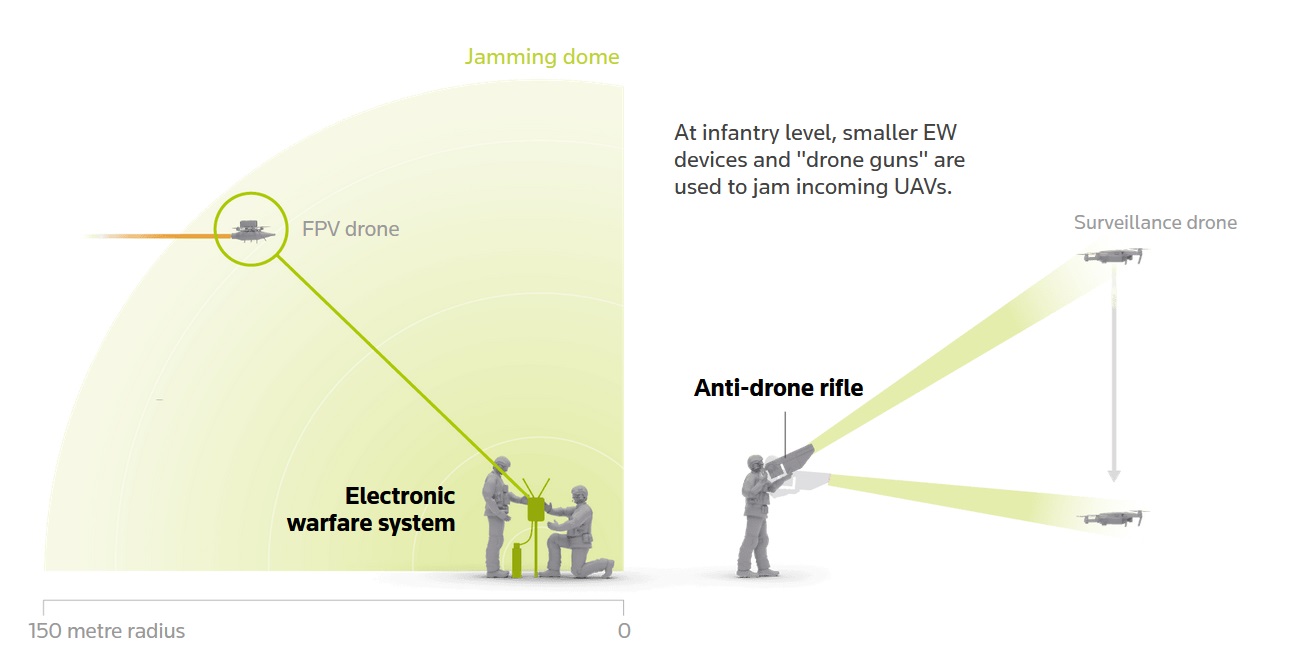 Jamming dome
At infantry level, smaller EW
devices and "drone guns" are
used to jam incoming UAVs.
FPV drone
Surveillance drone
Anti-drone rifle
Electronic
warfare system
150 metre radius
0